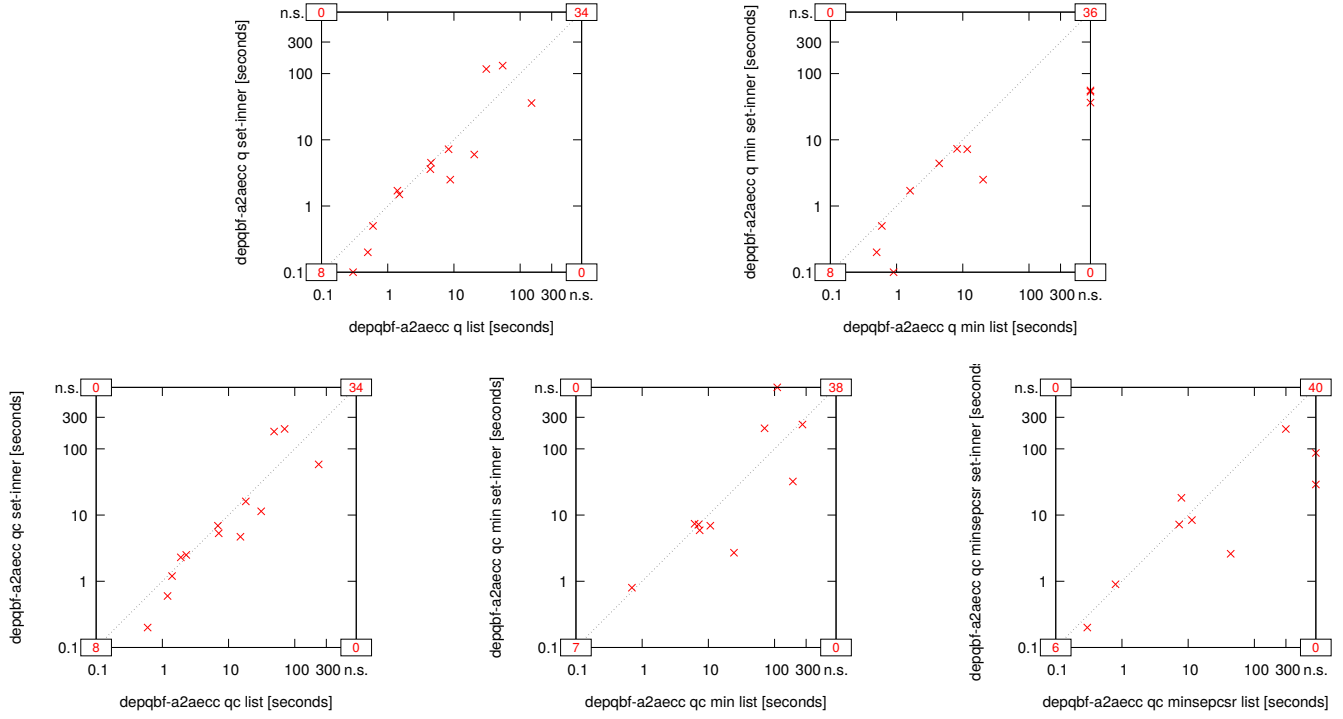 n.s. 0 34
300
100
10
1
0.1 8 0
0.1 1 10 100 300 n.s.
depqbf-a2aecc q set-inner [seconds]
depqbf-a2aecc q list [seconds]
n.s. 0 36
300
100
10
1
0.1 8 0
0.1 1 10 100 300 n.s.
depqbf-a2aecc q min set-inner [seconds]
depqbf-a2aecc q min list [seconds]
n.s. 0 34
300
100
10
1
0.1 8 0
0.1 1 10 100 300 n.s.
depqbf-a2aecc qc set-inner [seconds]
depqbf-a2aecc qc list [seconds]
n.s. 0 38
300
100
10
1
0.1 7 0
0.1 1 10 100 300 n.s.
depqbf-a2aecc qc min set-inner [seconds]
depqbf-a2aecc qc min list [seconds]
n.s. 0 40
300
100
10
1
0.1 6 0
0.1 1 10 100 300 n.s.
depqbf-a2aecc qc minsepcsr set-inner [second
depqbf-a2aecc qc minsepcsr list [seconds]